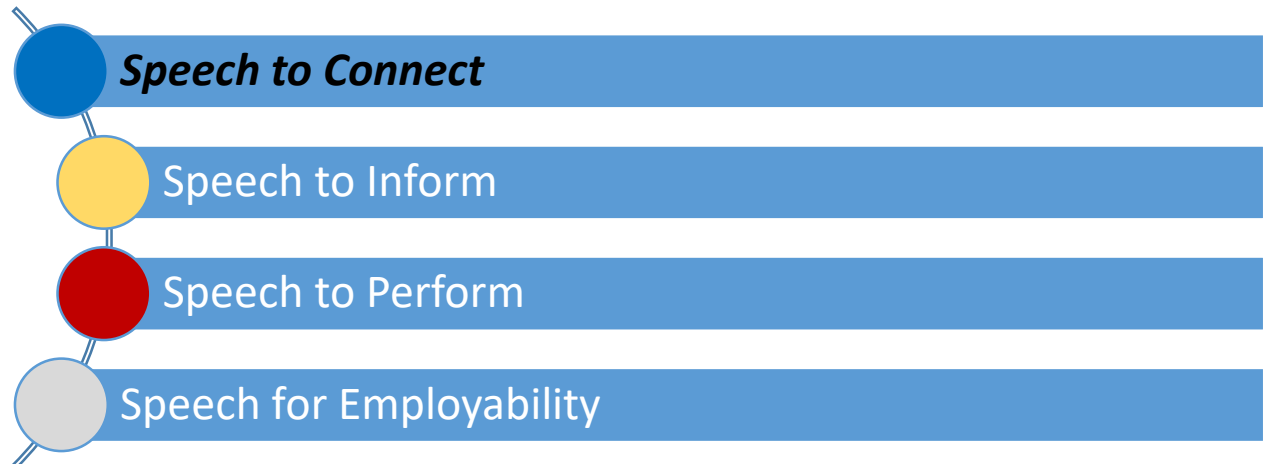 Speech to Connect
Speech to Inform
Speech to Perform
Speech for Employability